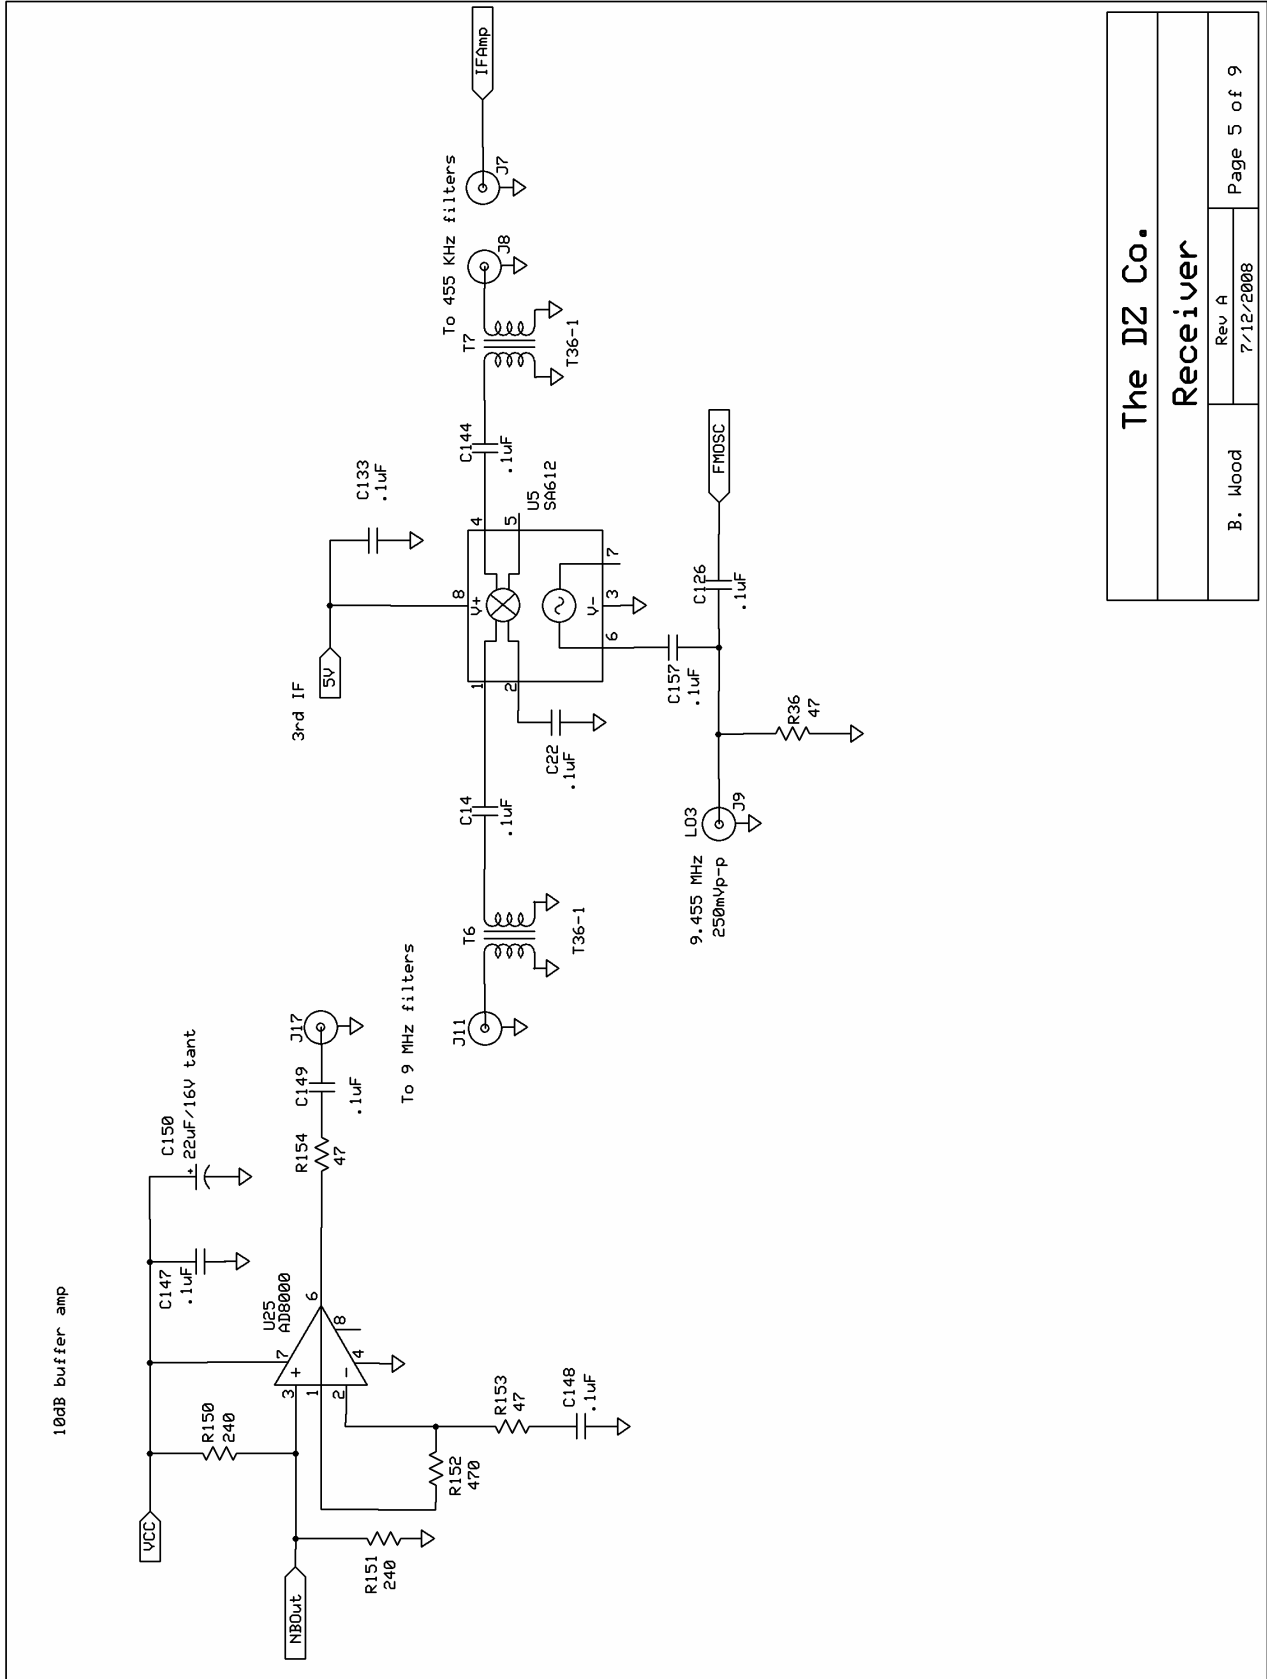 10dB buffer amp
VCC
R150
240
C147
.1uF
C150
+
22uF/16V tant
U25
AD8000
NBOut
R151
240
3
1
2
7
+
-
4
8
6
R152
470
R153
47
C148
.1uF
R154
47
C149
.1uF
J17
To 9 MHz filters
J11
T6
T36-1
C14
.1uF
C22
.1uF
3rd IF
5V
C133
.1uF
8
V+
1
2
4
5
U5
SA612
6
V-
3
7
C157
.1uF
C126
.1uF
FMOSC
9.455 MHz
250mVp-p
LO3
J9
R36
47
C144
.1uF
T7
T36-1
To 455 KHz filters
J8
J7
IFAmp
The DZ Co.
Receiver
B. Wood
Rev A
7/12/2008
Page 5 of 9